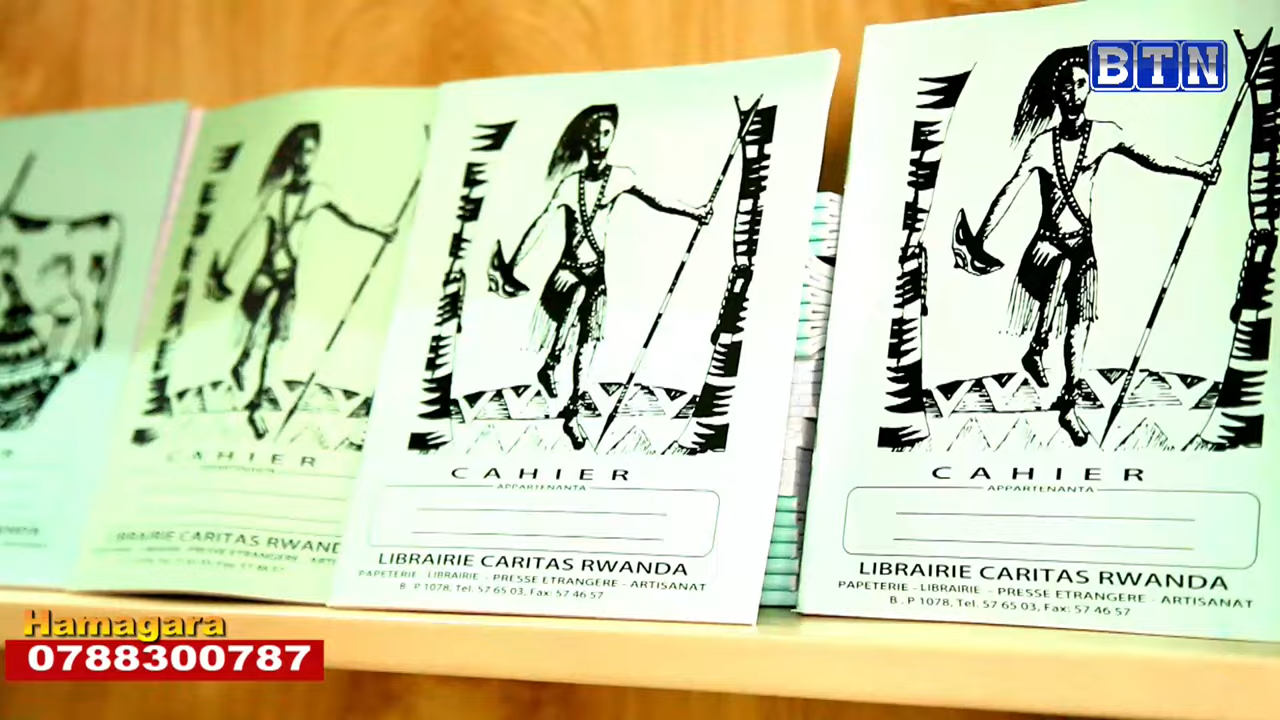 BTN
CAHIER
LIBRAIRIE CARITAS RWAND
CAHIER
APPARTENANTA
LIBRAIRIE CARITAS RWANDA
PAPETERIE - LIBRAIRIE - PRESSE ETRANGERE - ARTISANAT
B . P 1078, Tel. 57 65 03, Fax: 57 46 57
CAHIER
APPARTENANTA
LIBRAIRIE CARITAS RWANDA
PAPETERIE - LIBRAIRIE - PRESSE ETRANGERE - ARTISANAT
B . P 1078, Tel. 57 65 03, Fax: 57 46 57
Hamagara
0788300787